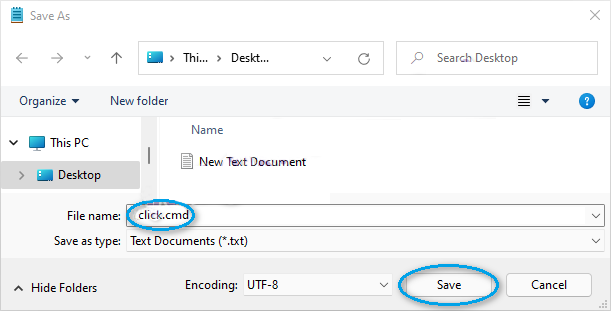 Save As
Thi... Deskt...
Search Desktop
Organize
New folder
?
This PC
Desktop
Name
New Text Document
File name: click.cmd
Save as type: Text Documents (*.txt)
Hide Folders
Encoding: UTF-8
Save
Cancel